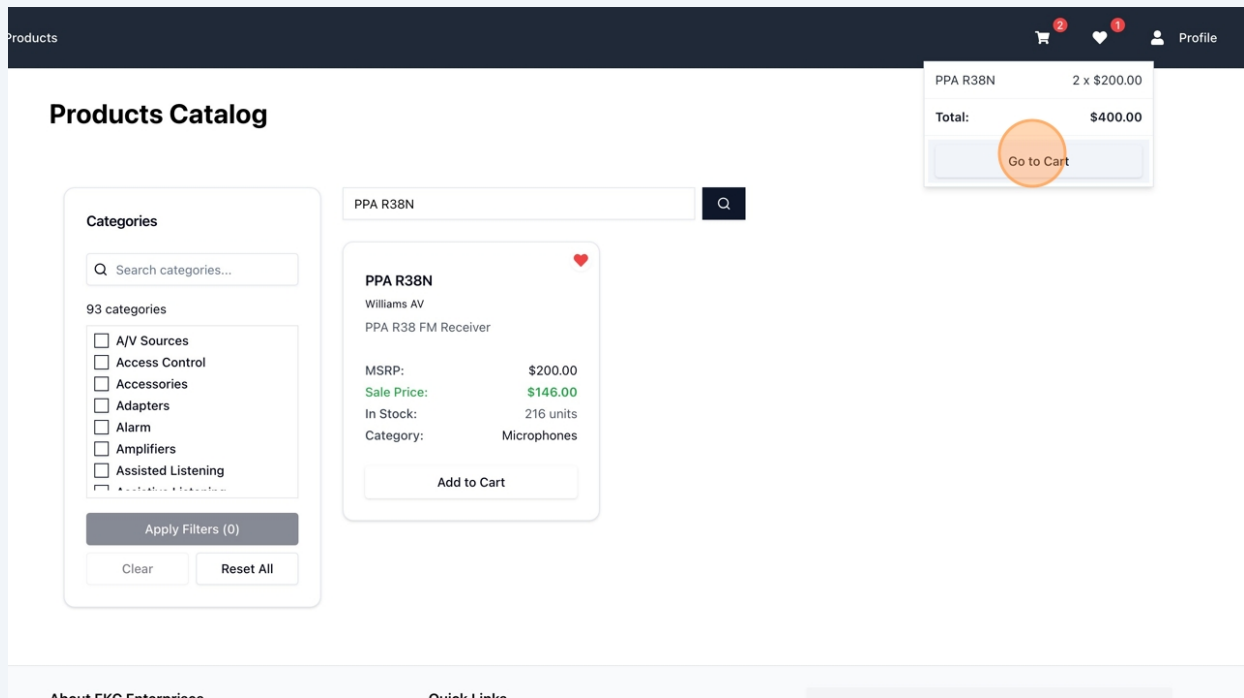 Products
2
1
Profile
PPA R38N 2 x $200.00
Total: $400.00
Go to Cart
Products Catalog
Categories
Search categories...
93 categories
A/V Sources
Access Control
Accessories
Adapters
Alarm
Amplifiers
Assisted Listening
Apply Filters (0)
Clear
Reset All
PPA R38N
PPA R38N
Williams AV
PPA R38 FM Receiver
MSRP: $200.00
Sale Price: $146.00
In Stock: 216 units
Category: Microphones
Add to Cart
Quick Links